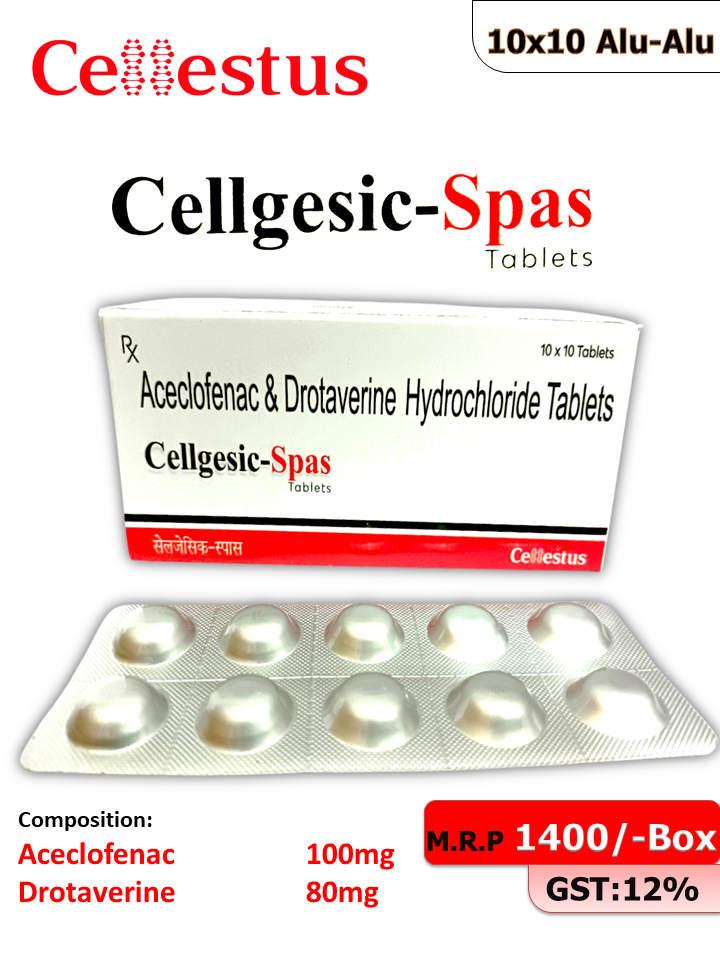 Cellestus
10x10 Alu-Alu
Cellgesic-Spas
Tablets
Rx
10 x 10 Tablets
Aceclofenac & Drotaverine Hydrochloride Tablets
Cellgesic-Spas
Tablets
सेलजेसिक-स्पास
Cellestus
Composition:
Aceclofenac 100mg
Drotaverine 80mg
M.R.P 1400/-Box
GST:12%